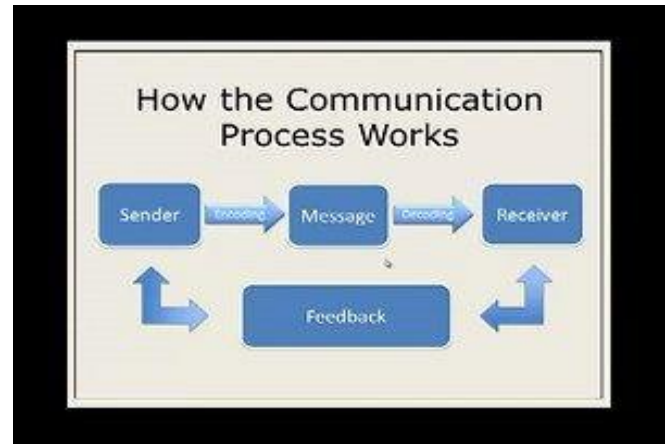 How the Communication
Process Works
Sender
Encoding
Message
Decoding
Receiver
Feedback